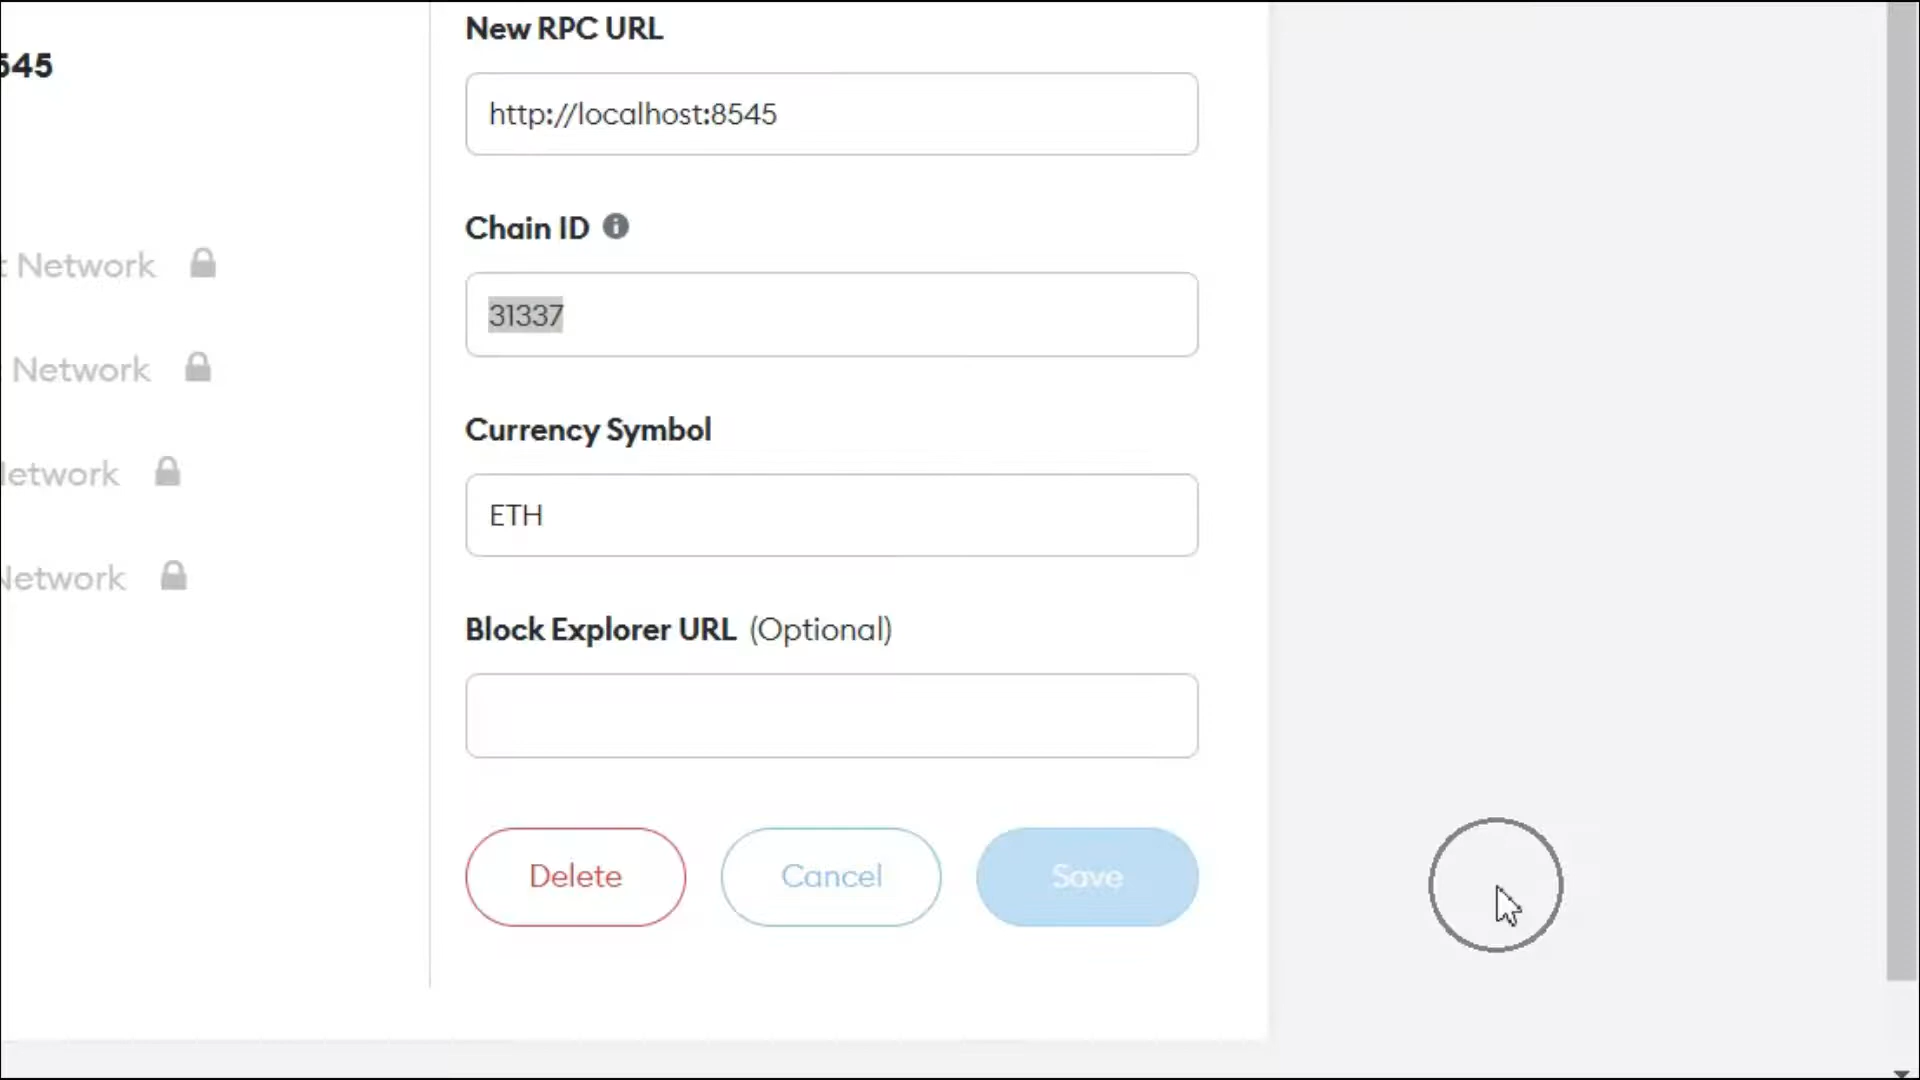 New RPC URL
545
http://localhost:8545
Chain ID
Network
31337
Network
Currency Symbol
etwork
ETH
Network
Block Explorer URL (Optional)
Delete
Cancel
Save